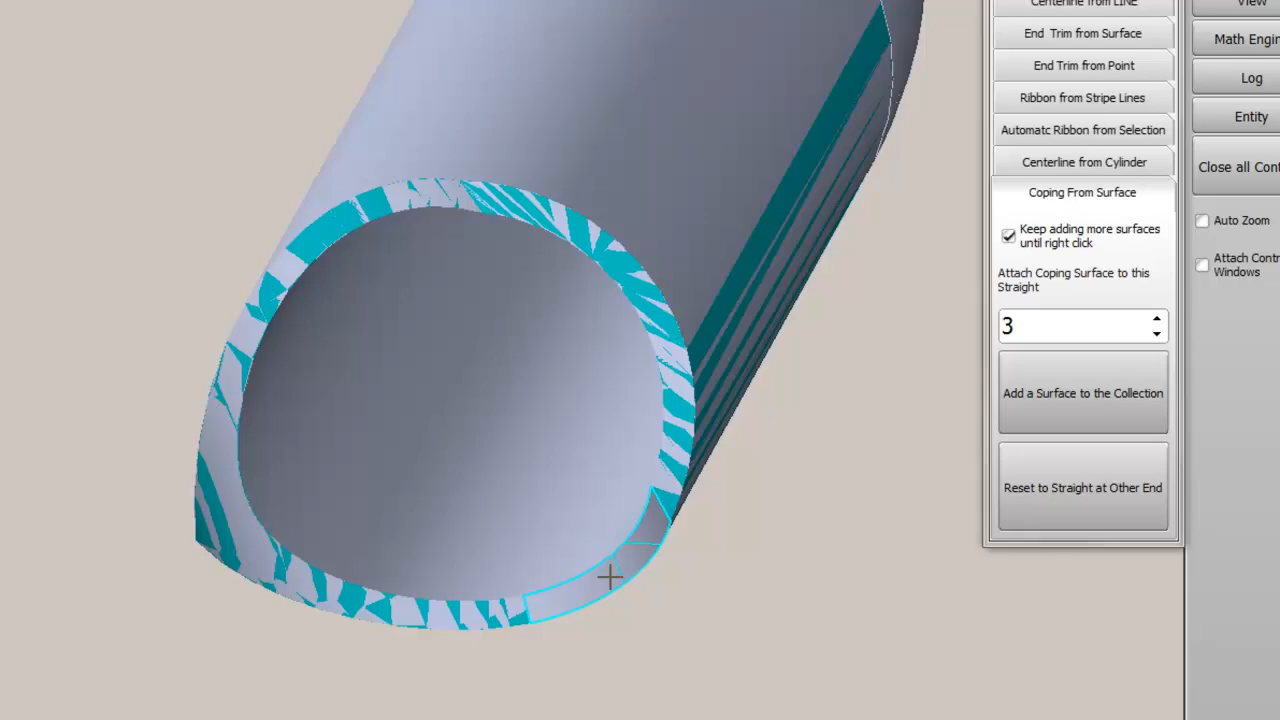 Centerline from LINE
End Trim from Surface
End Trim from Point
Ribbon from Stripe Lines
Automatc Ribbon from Selection
Centerline from Cylinder
Coping From Surface
Keep adding more surfaces
until right click
Attach Coping Surface to this
Straight
3
Add a Surface to the Collection
Reset to Straight at Other End
View
Math Engin
Log
Entity
Close all Cont
Auto Zoom
Attach Contr
Windows